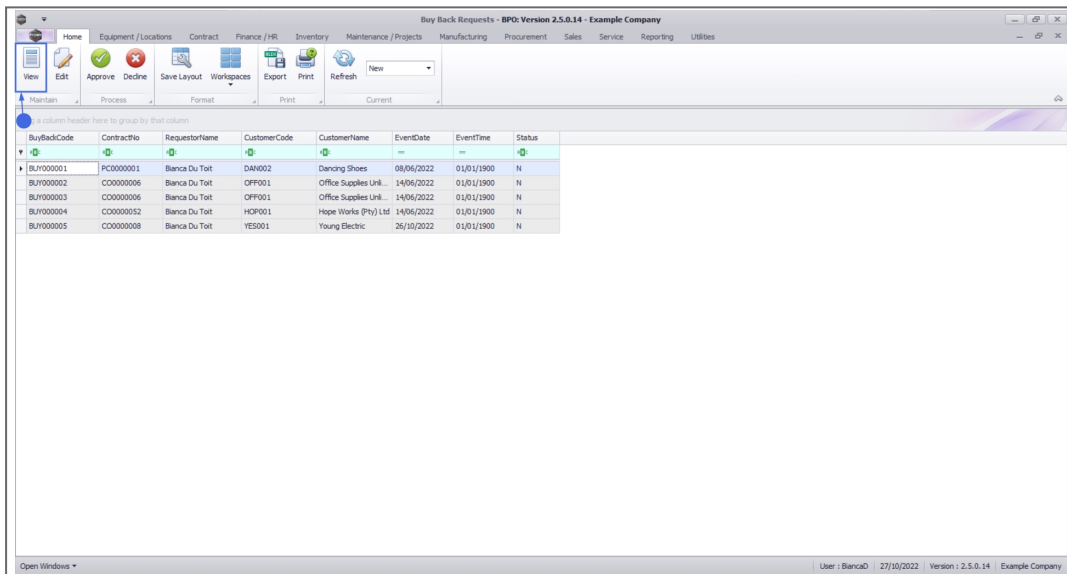 Buy Back Requests - BPO: Version 2.5.0.14 - Example Company
Home Equipment / Locations Contract Finance / HR Inventory Maintenance / Projects Manufacturing Procurement Sales Service Reporting Utilities
View Edit Approve Decline Save Layout Workspaces Export Print Refresh New
Maintain Process Format Print Current
a column header here to group by that column
BuyBackCode ContractNo RequestorName CustomerCode CustomerName EventDate EventTime Status
BUY000001 PC0000001 Bianca Du Toit DAN002 Dancing Shoes 08/06/2022 01/01/1900 N
BUY000002 CO0000006 Bianca Du Toit OFF001 Office Supplies Unli... 14/06/2022 01/01/1900 N
BUY000003 CO0000006 Bianca Du Toit OFF001 Office Supplies Unli... 14/06/2022 01/01/1900 N
BUY000004 CO0000052 Bianca Du Toit HOP001 Hope Works (Pty) Ltd 14/06/2022 01/01/1900 N
BUY000005 CO0000008 Bianca Du Toit YES001 Young Electric 26/10/2022 01/01/1900 N
Open Windows User : BiancaD 27/10/2022 Version : 2.5.0.14 Example Company